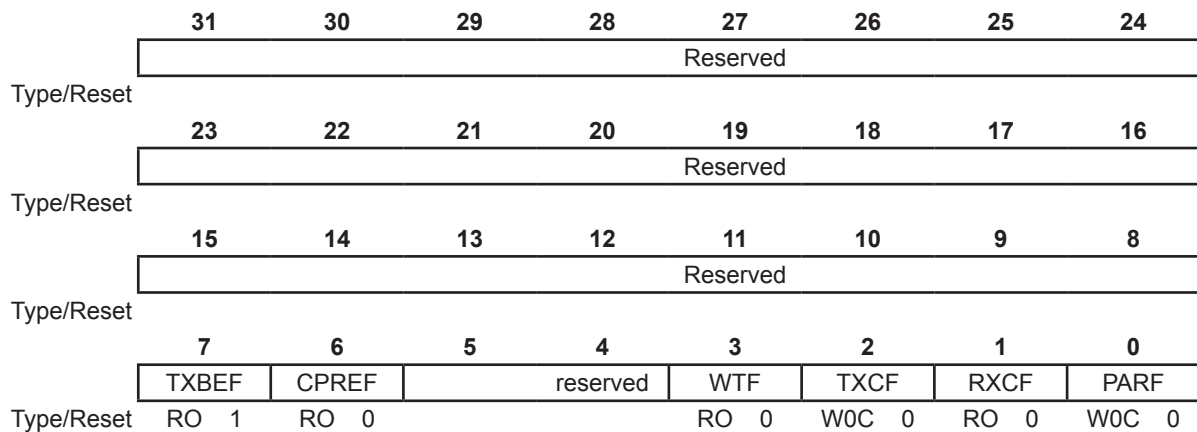 31 30 29 28 27 26 25 24
Reserved
Type/Reset
23 22 21 20 19 18 17 16
Reserved
Type/Reset
15 14 13 12 11 10 9 8
Reserved
Type/Reset
7 6 5 4 3 2 1 0
TXBEF CPREF reserved WTF TXCF RXCF PARF
Type/Reset RO 1 RO 0 RO 0 W0C 0 RO 0 W0C 0